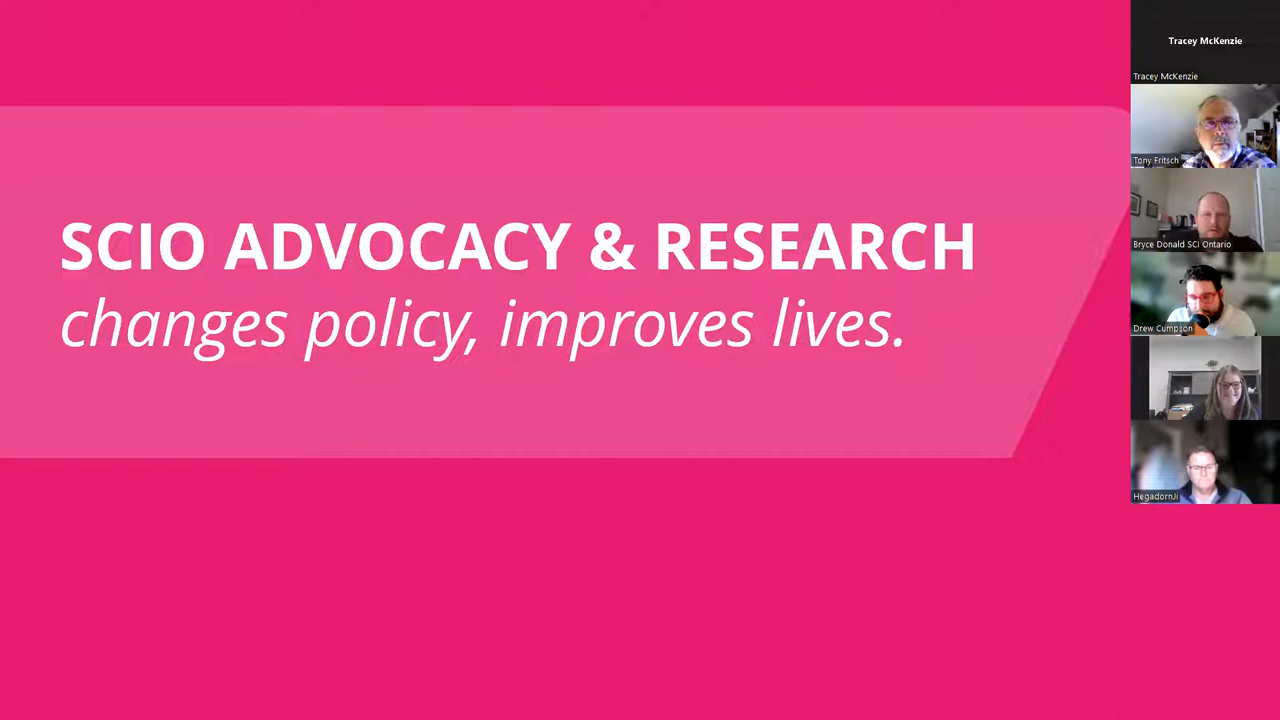 SCIO ADVOCACY & RESEARCH
changes policy, improves lives.
Tracey McKenzie
Tracey McKenzie
Tony Fritsch
Bryce Donald SCI Ontario
Drew Cumpson
HegadornJi